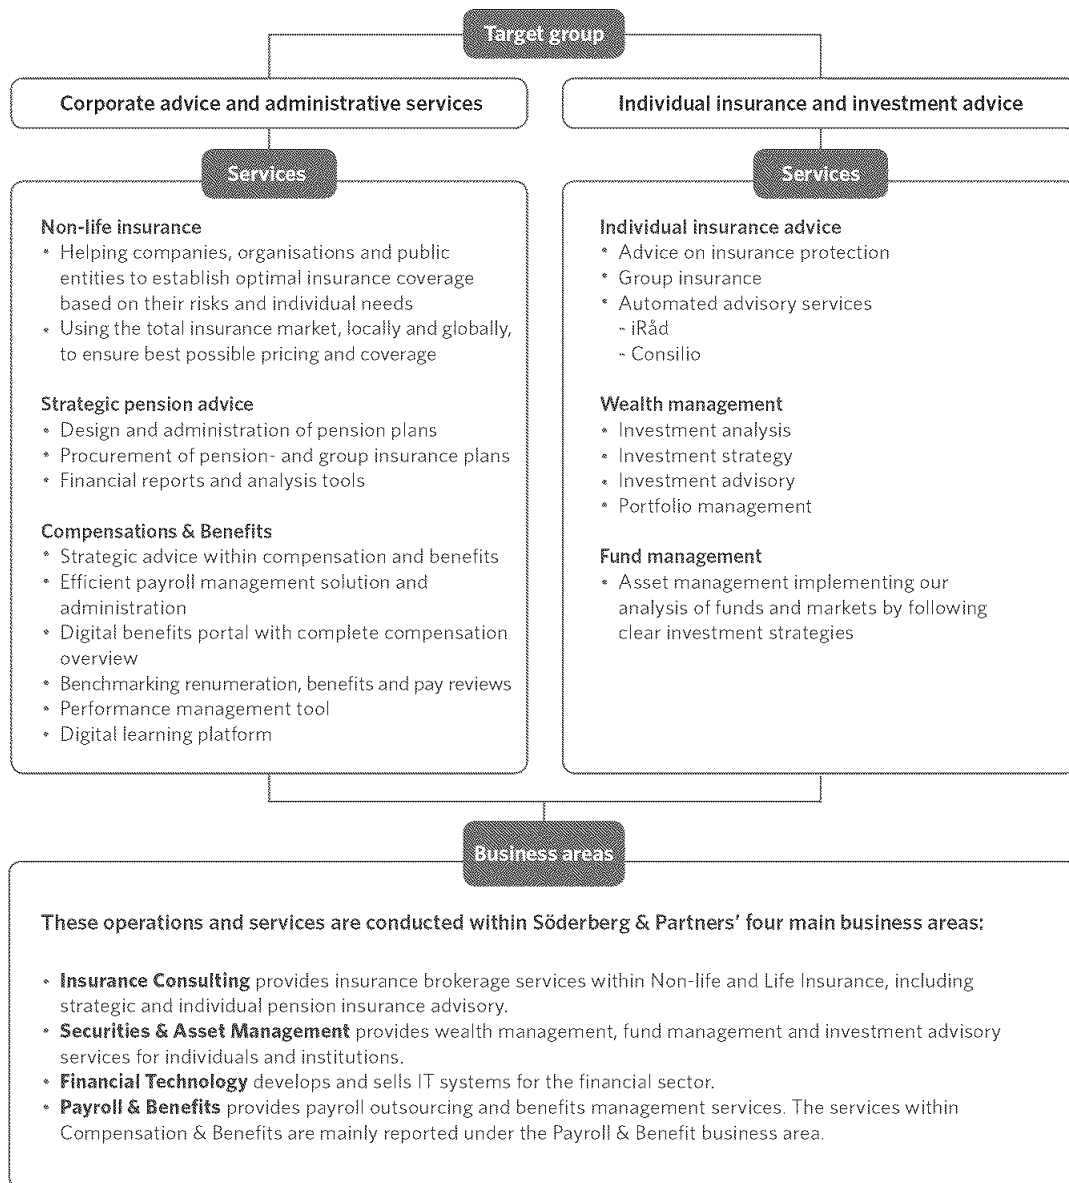 Target group
Corporate advice and administrative services
Services
Non-life insurance
• Helping companies, organisations and public
entities to establish optimal insurance coverage
based on their risks and individual needs
• Using the total insurance market, locally and globally,
to ensure best possible pricing and coverage
Strategic pension advice
• Design and administration of pension plans
• Procurement of pension- and group insurance plans
• Financial reports and analysis tools
Compensations & Benefits
• Strategic advice within compensation and benefits
• Efficient payroll management solution and
administration
• Digital benefits portal with complete compensation
overview
• Benchmarking renumeration, benefits and pay reviews
• Performance management tool
• Digital learning platform
Individual insurance and investment advice
Services
Individual insurance advice
• Advice on insurance protection
• Group insurance
• Automated advisory services
- iRåd
- Consilio
Wealth management
• Investment analysis
• Investment strategy
• Investment advisory
• Portfolio management
Fund management
• Asset management implementing our
analysis of funds and markets by following
clear investment strategies
Business areas
These operations and services are conducted within Söderberg & Partners' four main business areas:
• Insurance Consulting provides insurance brokerage services within Non-life and Life Insurance, including
strategic and individual pension insurance advisory.
• Securities & Asset Management provides wealth management, fund management and investment advisory
services for individuals and institutions.
• Financial Technology develops and sells IT systems for the financial sector.
• Payroll & Benefits provides payroll outsourcing and benefits management services. The services within
Compensation & Benefits are mainly reported under the Payroll & Benefit business area.